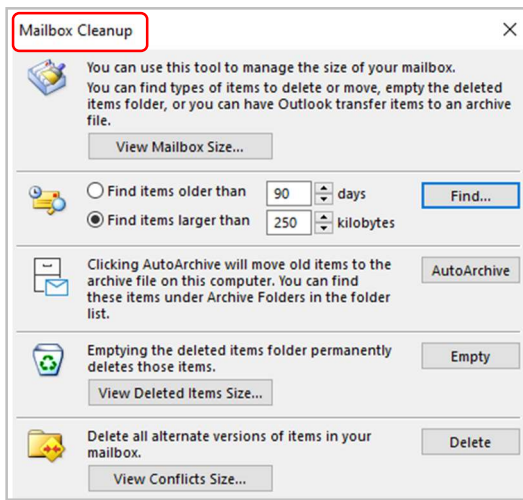 Mailbox Cleanup
You can use this tool to manage the size of your mailbox.
You can find types of items to delete or move, empty the deleted
items folder, or you can have Outlook transfer items to an archive
file.
View Mailbox Size...
Find items older than 90 days
Find...
Find items larger than 250 kilobytes
Clicking AutoArchive will move old items to the
archive file on this computer. You can find
these items under Archive Folders in the folder
list.
AutoArchive
Emptying the deleted items folder permanently
deletes those items.
Empty
View Deleted Items Size...
Delete all alternate versions of items in your
mailbox.
Delete
View Conflicts Size...